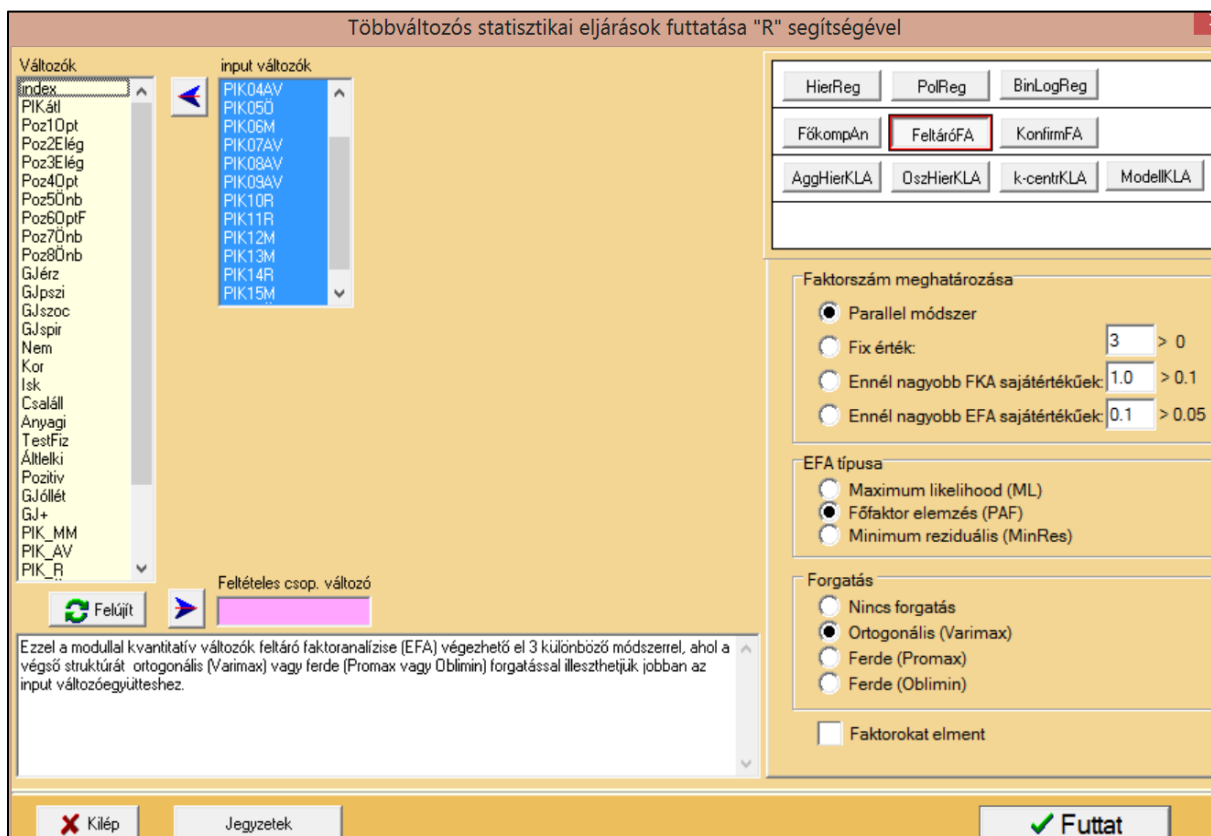 Többváltozós statisztikai eljárások futtatása "R" segítségével
Változók
index
PIKátl
Poz1Opt
Poz2Elég
Poz3Elég
Poz4Opt
Poz5Önb
Poz6OptF
Poz7Önb
Poz8Önb
GJérz
GJpszi
GJszoc
GJspir
Nem
Kor
Isk
Családl
Anyagi
TestFiz
Általelki
Pozitiv
GJóllét
GJ+
PIK_MM
PIK_AV
PIK_R
input változók
PIK04AV
PIK05Ö
PIK06M
PIK07AV
PIK08AV
PIK09AV
PIK10R
PIK11R
PIK12M
PIK13M
PIK14R
PIK15M
Felújít
Feltételes csop. változó
Ezzel a modullal kvantitatív változók feltáró faktoranalízise (EFA) végezhető el 3 különböző módszerrel, ahol a
végső struktúrát ortogonális (Varimax) vagy ferde (Promax vagy Oblimin) forgatással illeszthetjük jobban az
input változóegyütteshez.
HierReg PolReg BinLogReg
FőkompAn FeltáróFA KonfirmFA
AggHierKLA OszHierKLA k-centrKLA ModellKLA
Faktorszám meghatározása
Parallel módszer
Fix érték: 3 > 0
Ennél nagyobb FKA sajátértékűek: 1.0 > 0.1
Ennél nagyobb EFA sajátértékűek: 0.1 > 0.05
EFA típusa
Maximum likelihood (ML)
Főfaktor elemzés (PAF)
Minimum reziduális (MinRes)
Forgatás
Nincs forgatás
Ortogonális (Varimax)
Ferde (Promax)
Ferde (Oblimin)
Faktorokat elment
Kilép
Jegyzetek
Futtat